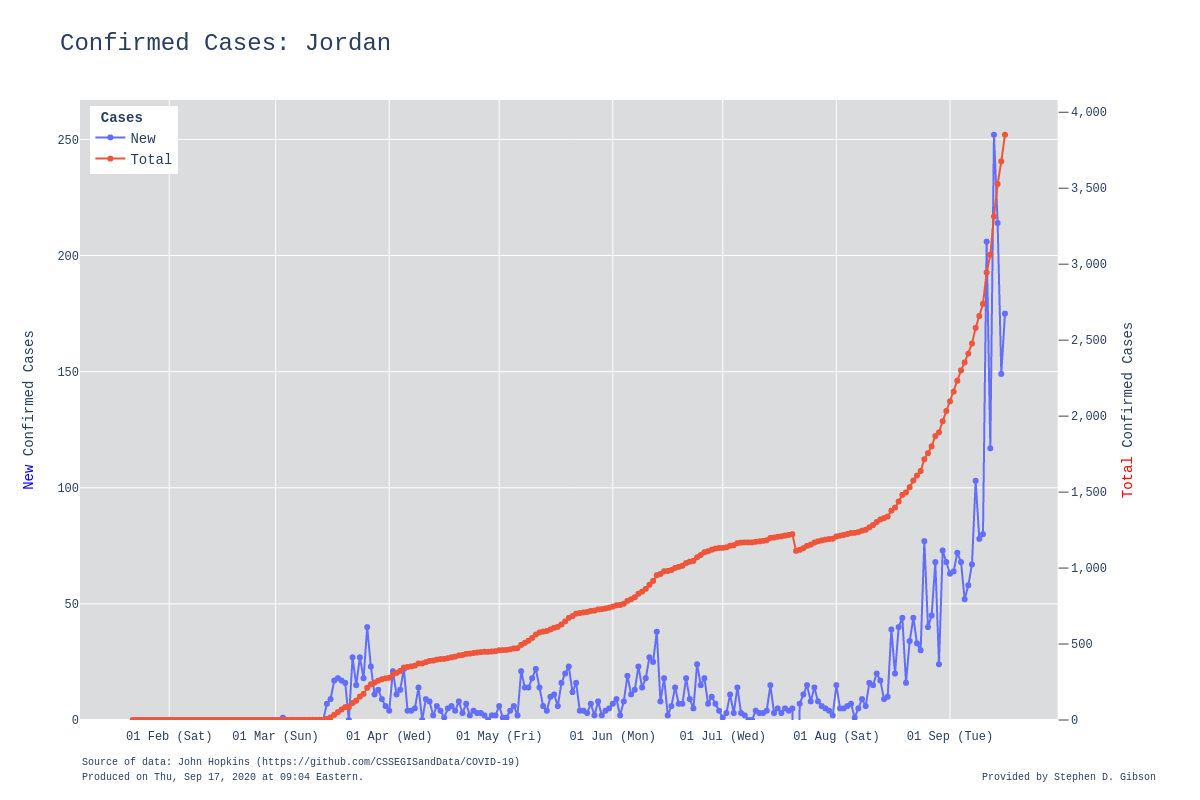 Confirmed Cases: Jordan
Cases
New
Total
250
200
150
100
50
0
4,000
3,500
3,000
2,500
2,000
1,500
1,000
500
0
New Confirmed Cases
Total Confirmed Cases
01 Feb (Sat) 01 Mar (Sun) 01 Apr (Wed) 01 May (Fri) 01 Jun (Mon) 01 Jul (Wed) 01 Aug (Sat) 01 Sep (Tue)
Source of data: John Hopkins (https://github.com/CSSEGISandData/COVID-19)
Produced on Thu, Sep 17, 2020 at 09:04 Eastern.
Provided by Stephen D. Gibson